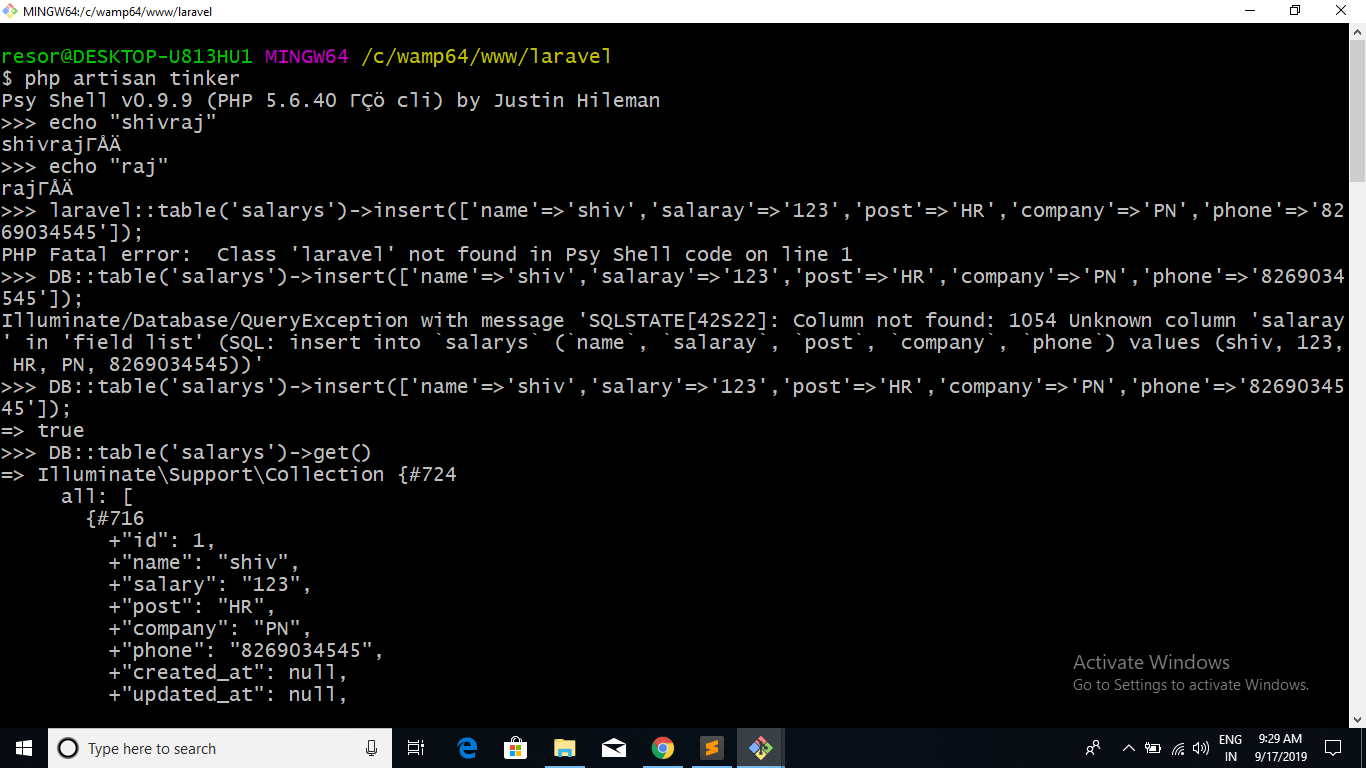 MINGW64:/c/wamp64/www/laravel
resor@DESKTOP-U813HU1 MINGW64 /c/wamp64/www/laravel
$ php artisan tinker
Psy Shell v0.9.9 (PHP 5.6.40 ΓÇö cli) by Justin Hileman
>>> echo "shivraj"
shivrajΓÅÄ
>>> echo "raj"
rajΓÅÄ
>>> laravel::table('salarys')->insert(['name'=>'shiv','salaray'=>'123','post'=>'HR','company'=>'PN','phone'=>'82
69034545']);
PHP Fatal error:  Class 'laravel' not found in Psy Shell code on line 1
>>> DB::table('salarys')->insert(['name'=>'shiv','salaray'=>'123','post'=>'HR','company'=>'PN','phone'=>'8269034
545']);
Illuminate/Database/QueryException with message 'SQLSTATE[42S22]: Column not found: 1054 Unknown column 'salaray
' in 'field list' (SQL: insert into `salarys` (`name`, `salaray`, `post`, `company`, `phone`) values (shiv, 123,
 HR, PN, 8269034545))'
>>> DB::table('salarys')->insert(['name'=>'shiv','salary'=>'123','post'=>'HR','company'=>'PN','phone'=>'82690345
45']);
=> true
>>> DB::table('salarys')->get()
=> Illuminate\Support\Collection {#724
     all: [
       {#716
         +"id": 1,
         +"name": "shiv",
         +"salary": "123",
         +"post": "HR",
         +"company": "PN",
         +"phone": "8269034545",
         +"created_at": null,
         +"updated_at": null,
Activate Windows
Go to Settings to activate Windows.
Type here to search
ENG
IN
9:29 AM
9/17/2019